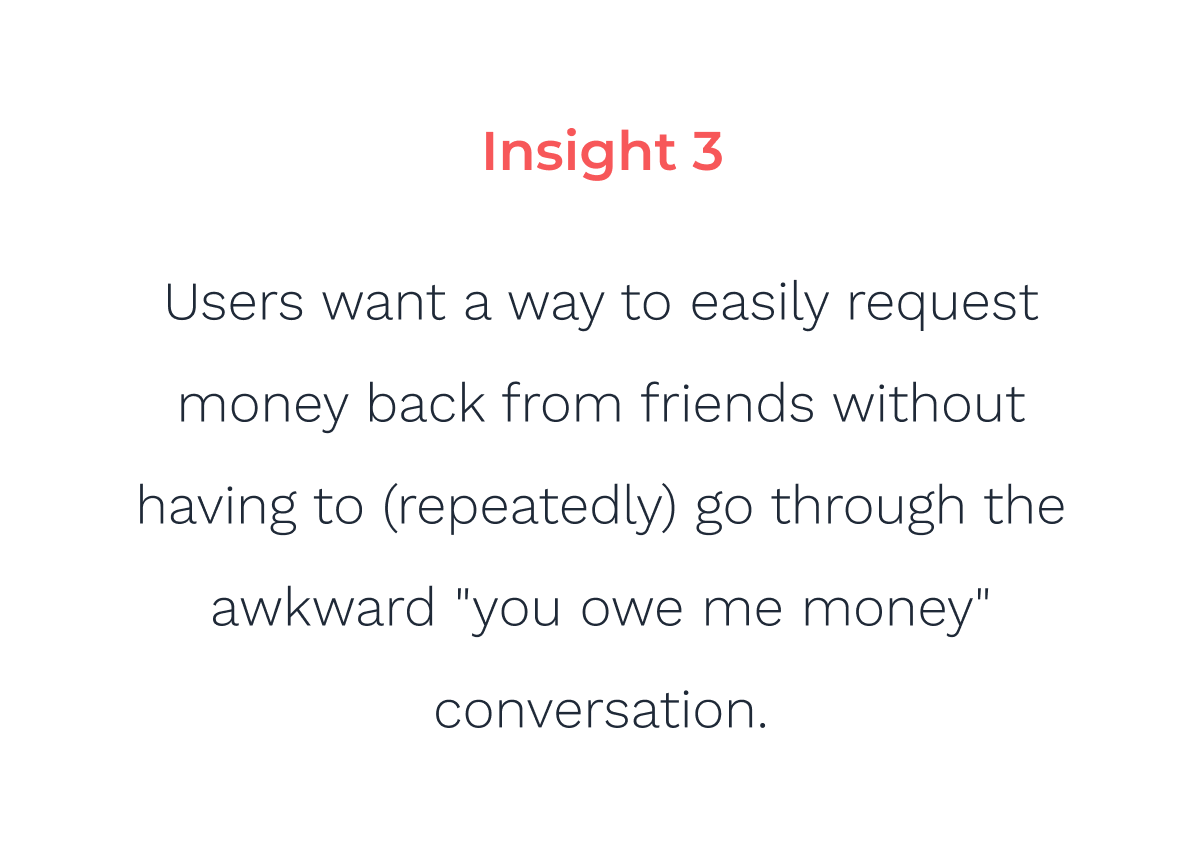 Insight 3
Users want a way to easily request
money back from friends without
having to (repeatedly) go through the
awkward "you owe me money"
conversation.